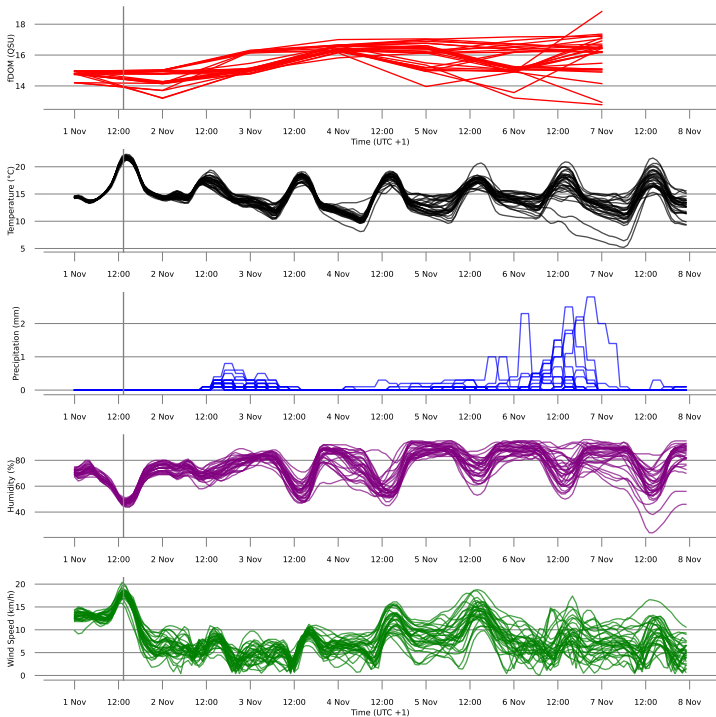 18
16
14
fDOM (QSU)
1 Nov 12:00 2 Nov 12:00 3 Nov 12:00 4 Nov 12:00 5 Nov 12:00 6 Nov 12:00 7 Nov 12:00 8 Nov
Time (UTC +1)
20
15
10
5
Temperature (°C)
1 Nov 12:00 2 Nov 12:00 3 Nov 12:00 4 Nov 12:00 5 Nov 12:00 6 Nov 12:00 7 Nov 12:00 8 Nov
2
1
0
Precipitation (mm)
1 Nov 12:00 2 Nov 12:00 3 Nov 12:00 4 Nov 12:00 5 Nov 12:00 6 Nov 12:00 7 Nov 12:00 8 Nov
80
60
40
Humidity (%)
1 Nov 12:00 2 Nov 12:00 3 Nov 12:00 4 Nov 12:00 5 Nov 12:00 6 Nov 12:00 7 Nov 12:00 8 Nov
20
15
10
5
0
Wind Speed (km/h)
1 Nov 12:00 2 Nov 12:00 3 Nov 12:00 4 Nov 12:00 5 Nov 12:00 6 Nov 12:00 7 Nov 12:00 8 Nov
Time (UTC +1)